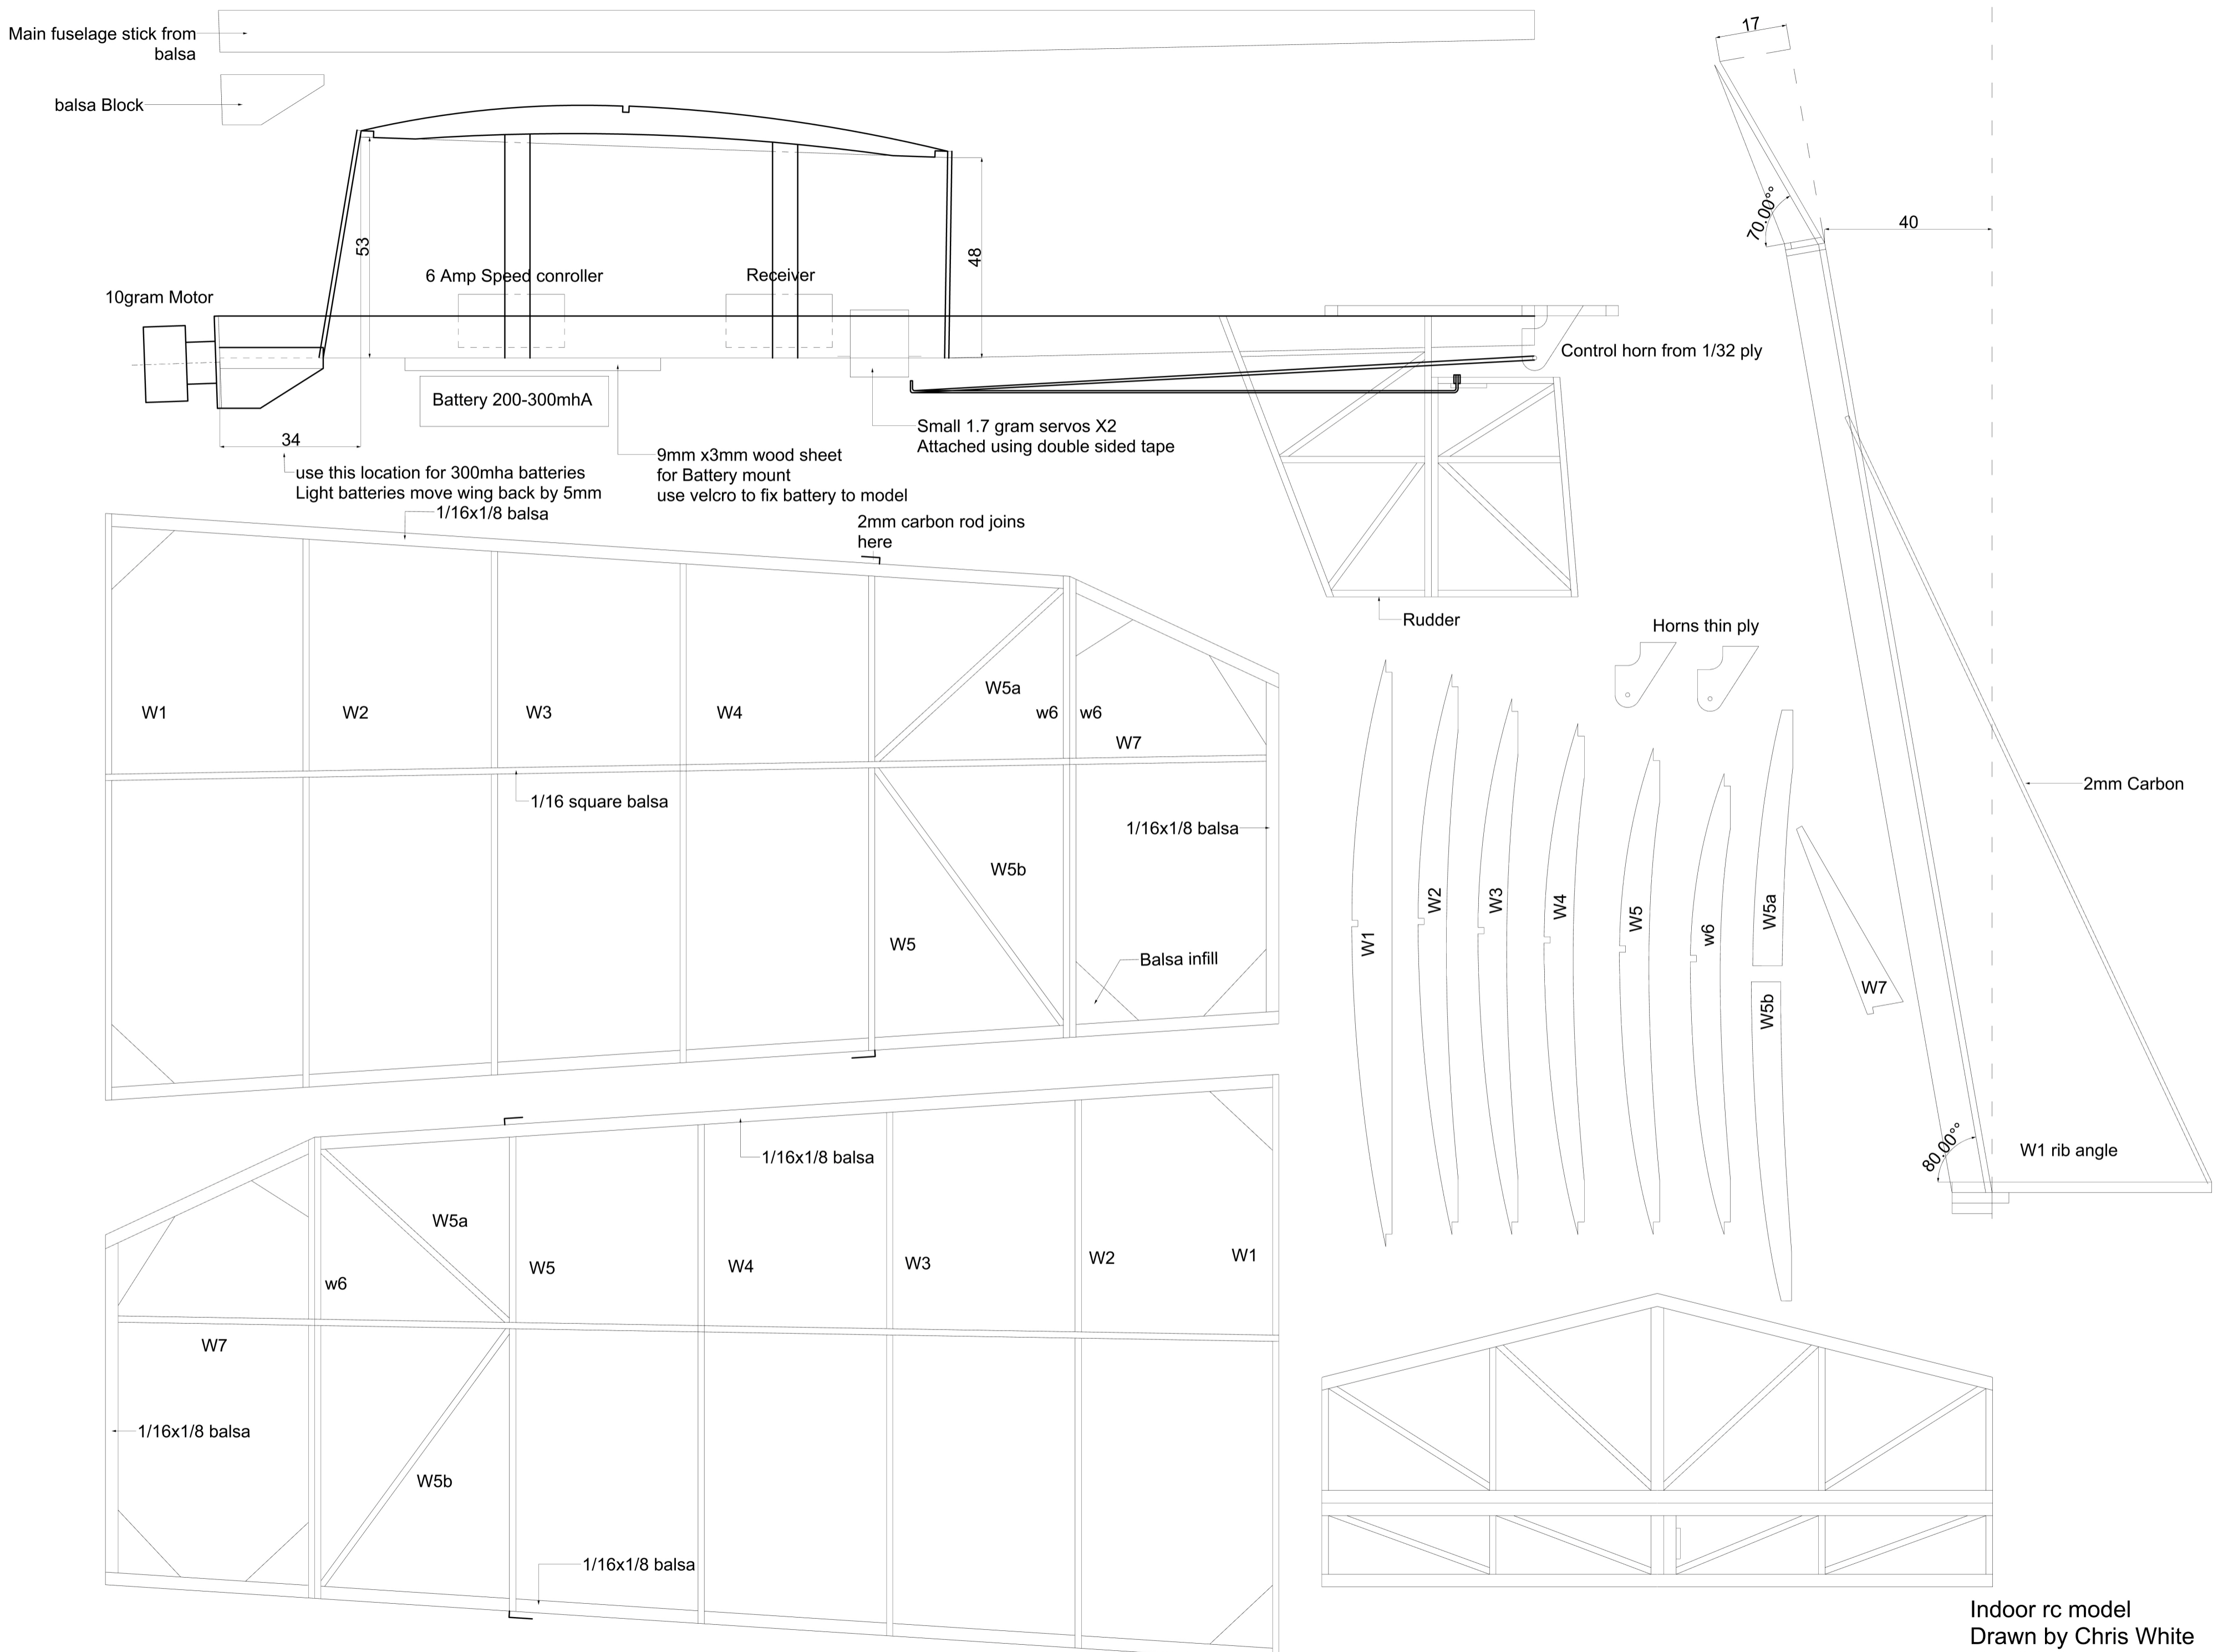 Main fuselage stick from
balsa
balsa Block
17
40
70.00°°
53
48
6 Amp Speed conroller
Receiver
10gram Motor
Control horn from 1/32 ply
Battery 200-300mhA
34
use this location for 300mha batteries
Light batteries move wing back by 5mm
9mm x3mm wood sheet
for Battery mount
use velcro to fix battery to model
Small 1.7 gram servos X2
Attached using double sided tape
1/16x1/8 balsa
2mm carbon rod joins
here
Rudder
Horns thin ply
W1
W2
W3
W4
W5a
w6
w6
W7
1/16 square balsa
1/16x1/8 balsa
W5b
W5
Balsa infill
W1
W2
W3
W4
W5
w6
W5a
W5b
W7
2mm Carbon
80.00°°
W1 rib angle
1/16x1/8 balsa
W5a
w6
W5
W4
W3
W2
W1
W7
1/16x1/8 balsa
W5b
1/16x1/8 balsa
Indoor rc model
Drawn by Chris White